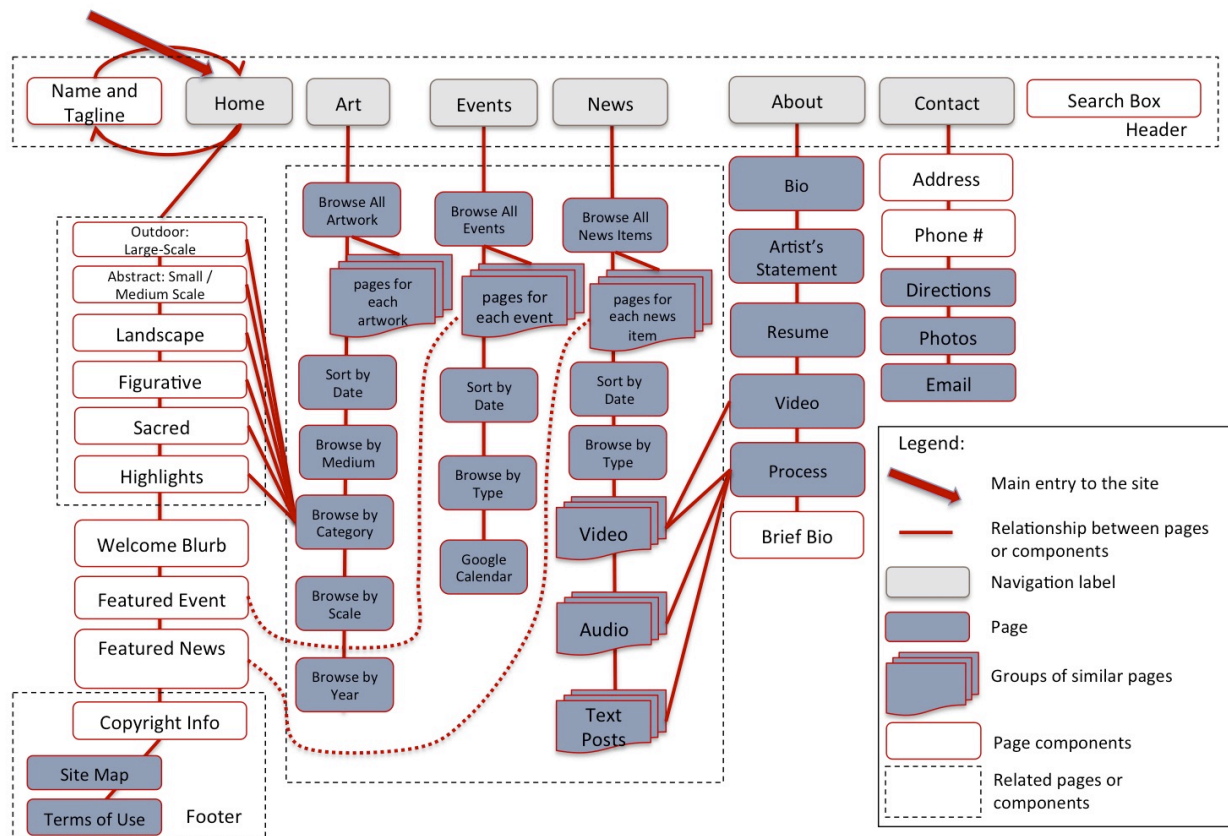 Name and
Tagline
Home
Art
Events
News
About
Contact
Search Box
Header
Outdoor:
Large-Scale
Abstract: Small /
Medium Scale
Landscape
Figurative
Sacred
Highlights
Welcome Blurb
Featured Event
Featured News
Copyright Info
Site Map
Terms of Use
Footer
Browse All
Artwork
pages for
each
artwork
Sort by
Date
Browse by
Medium
Browse by
Category
Browse by
Scale
Browse by
Year
Browse All
Events
pages for
each event
Sort by
Date
Browse by
Type
Google
Calendar
Browse All
News Items
pages for
each news
item
Sort by
Date
Browse by
Type
Video
Audio
Text
Posts
Bio
Artist's
Statement
Resume
Video
Process
Brief Bio
Address
Phone #
Directions
Photos
Email
Legend:
Main entry to the site
Relationship between pages
or components
Navigation label
Page
Groups of similar pages
Page components
Related pages or
components